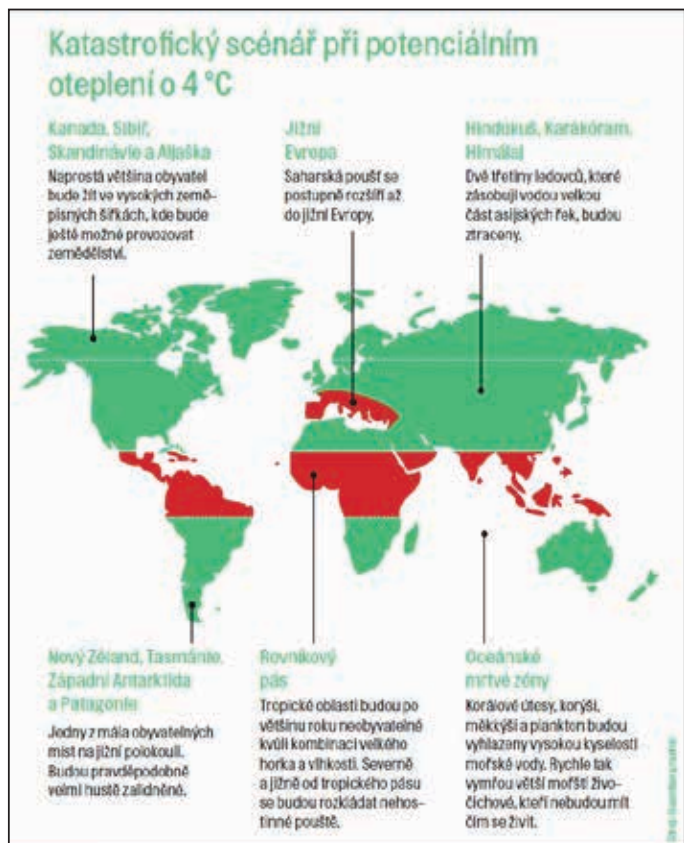 Katastrofický scénář při potenciálním
oteplení o 4 °C
Kanada, Sibiř,
Skandinávie a Aljaška
Naprostá většina obyvatel
bude žít ve vysokých země-
pisných šířkách, kde bude
ještě možné provozovat
zemědělství.
Jižní
Evropa
Saharská poušť se
postupně rozšíří až
do jižní Evropy.
Hindúkuš, Karákóram,
Himálaj
Dvě třetiny ledovců, které
zásobují vodou velkou
část asijských řek, budou
ztraceny.
Nový Zéland, Tasmánie,
Západní Antarktida
a Patagonie
Jedny z mála obyvatelných
míst na jižní polokouli.
Budou pravděpodobně
velmi hustě zalidněné.
Rovníkový
pás
Tropické oblasti budou po
většinu roku neobyvatelné
kvůli kombinaci velkého
horka a vlhkosti. Severně
a jižně od tropického pásu
se budou rozkládat nehos-
tinné pouště.
Oceánské
mrtvé zóny
Korálové útesy, korýši,
měkkýši a plankton budou
vyhlazeny vysokou kyselostí
mořské vody. Rychle tak
vymřou větší mořští živo-
čichové, kteří nebudou mít
čím se živit.